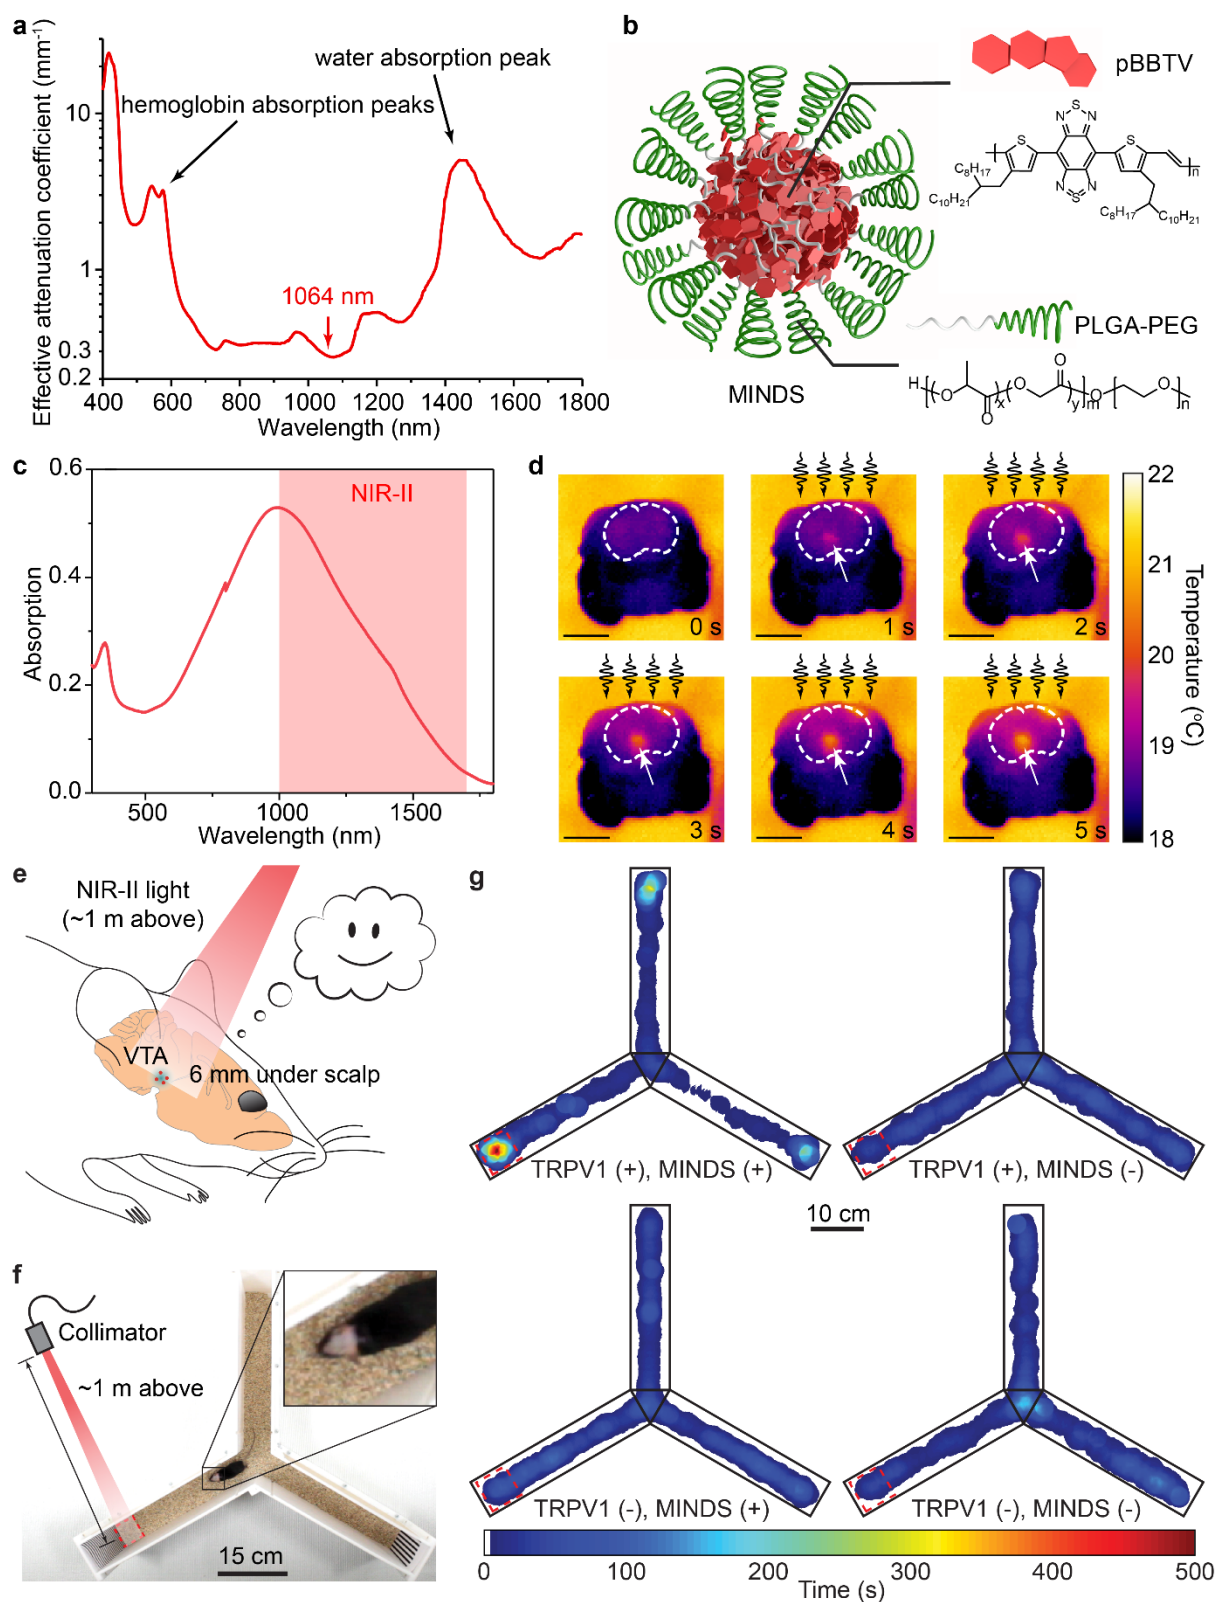 a
Effective attenuation coefficient (mm-1)
10
1
0.3
0.2
400 600 800 1000 1200 1400 1600 1800
Wavelength (nm)
water absorption peak
hemoglobin absorption peaks
1064 nm
b
pBBTV
S
N N
S S
N N
S
n
C8H17
C10H21
C8H17 C10H21
PLGA-PEG
H O O x O O y m O n
MINDS
c
Absorption
0.6
0.4
0.2
0.0
500 1000 1500
Wavelength (nm)
NIR-II
d
0 s
1 s
2 s
3 s
4 s
5 s
22
21
20
19
18
Temperature (ºC)
e
NIR-II light
(~1 m above)
VTA
6 mm under scalp
f
Collimator
~1 m above
15 cm
g
TRPV1 (+), MINDS (+)
TRPV1 (+), MINDS (-)
10 cm
TRPV1 (-), MINDS (+)
TRPV1 (-), MINDS (-)
0 100 200 300 400 500
Time (s)